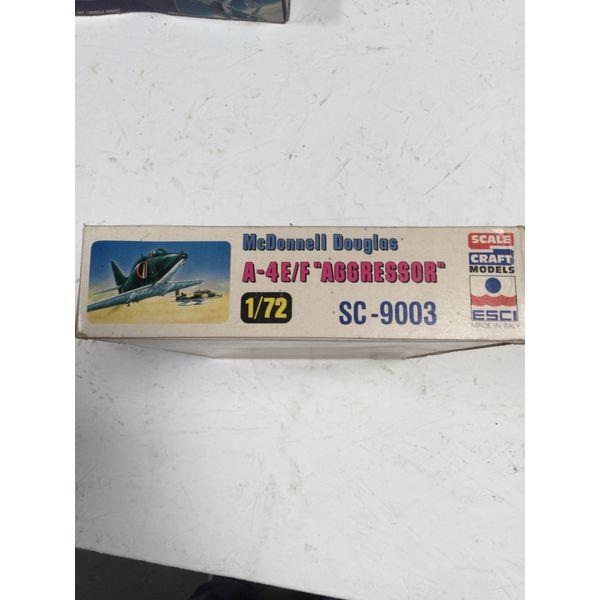 McDonnell Douglas
A-4E/F "AGGRESSOR"
1/72
SC-9003
SCALE
CRAFT
MODELS
ESCI
MADE IN ITALY